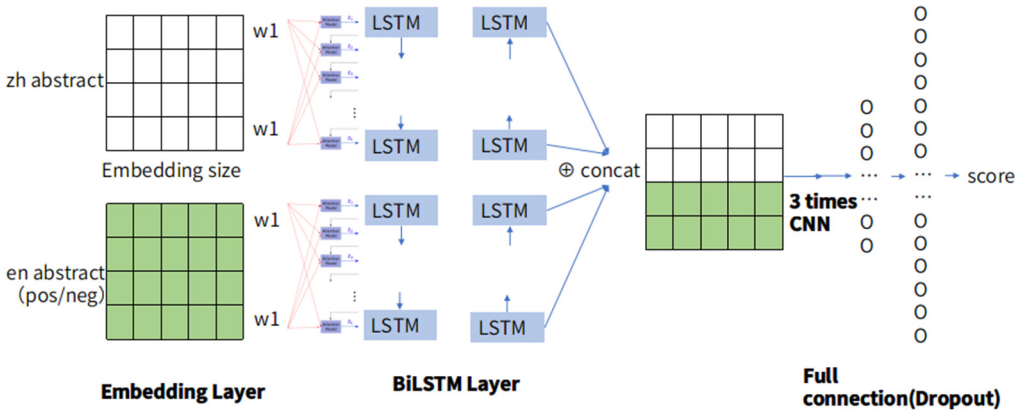 zh abstract
Embedding size
w1
w1
LSTM
LSTM
LSTM
LSTM
en abstract
(pos/neg)
w1
w1
LSTM
LSTM
LSTM
LSTM
⊕ concat
3 times
CNN
score
Embedding Layer
BiLSTM Layer
Full
connection(Dropout)